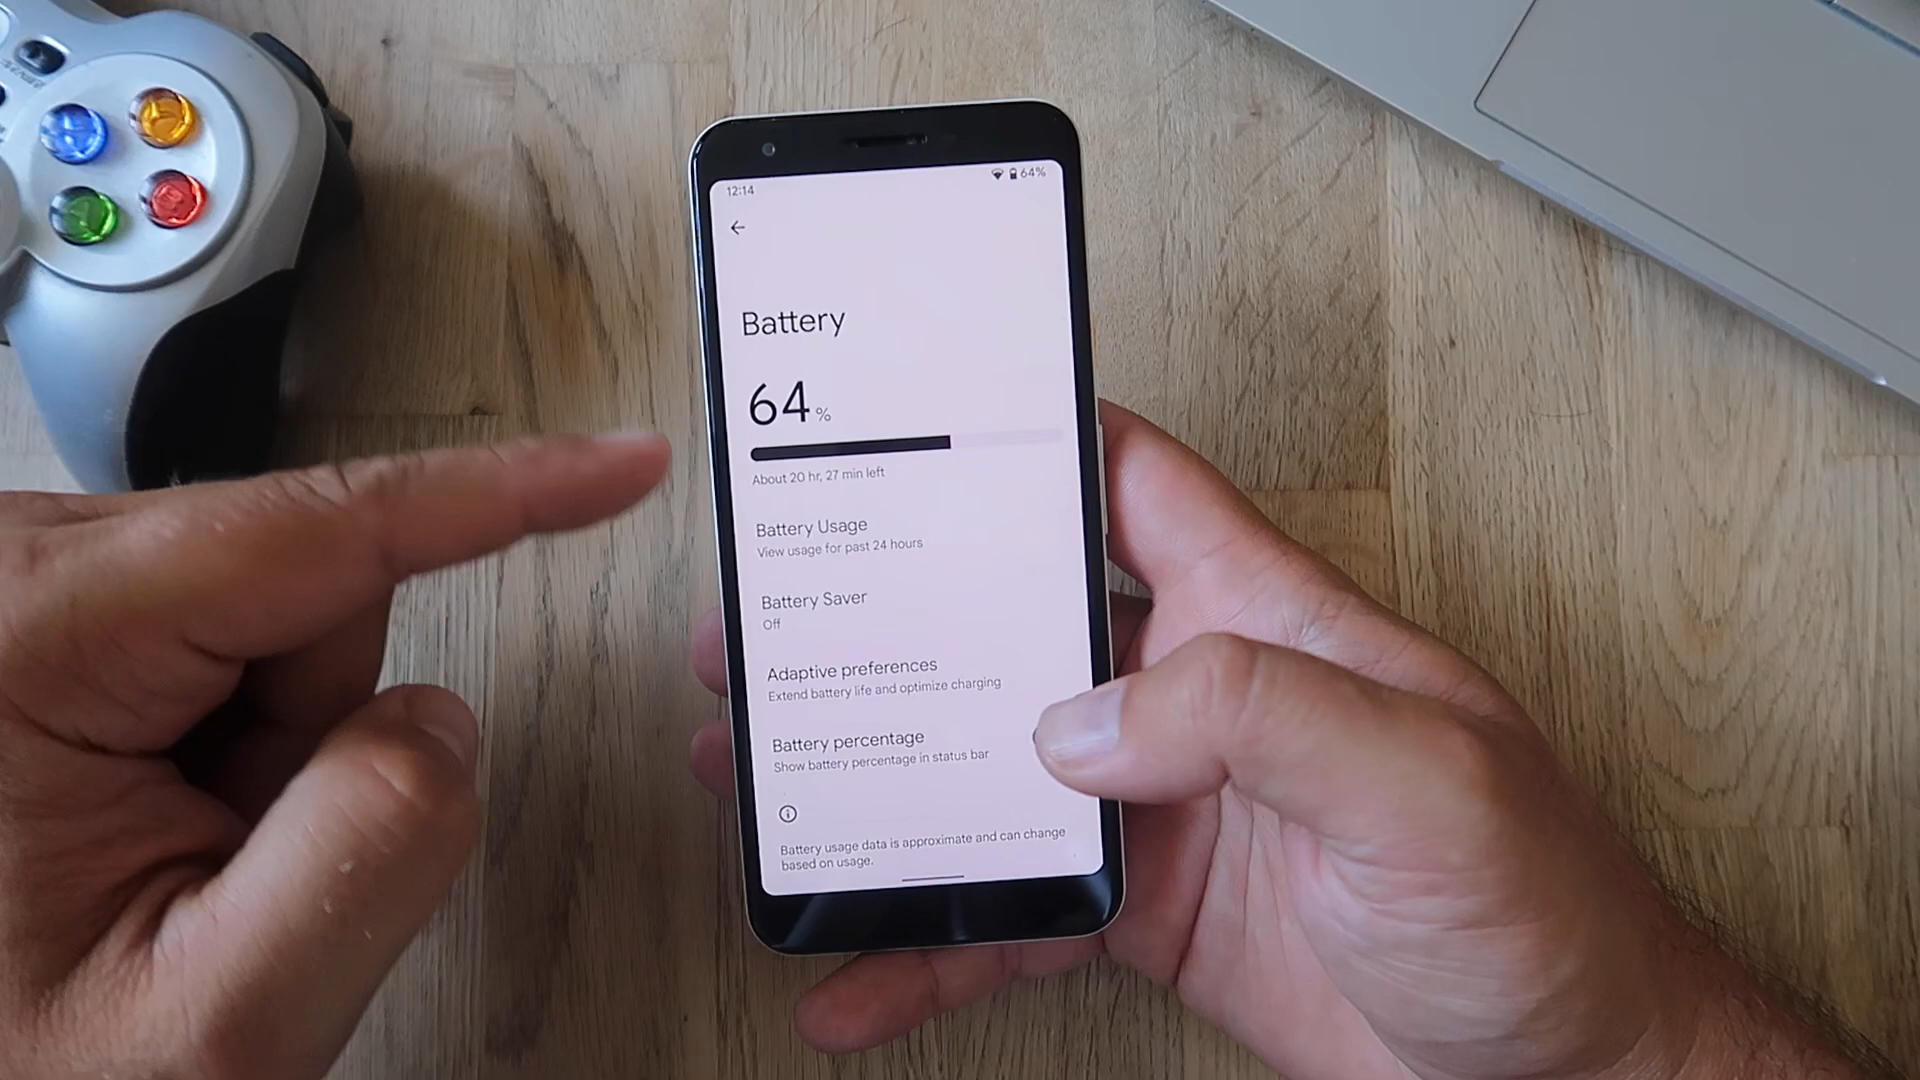 12:14
64%
Battery
64 %
About 20 hr, 27 min left
Battery Usage
View usage for past 24 hours
Battery Saver
Off
Adaptive preferences
Extend battery life and optimize charging
Battery percentage
Show battery percentage in status bar
Battery usage data is approximate and can change
based on usage.